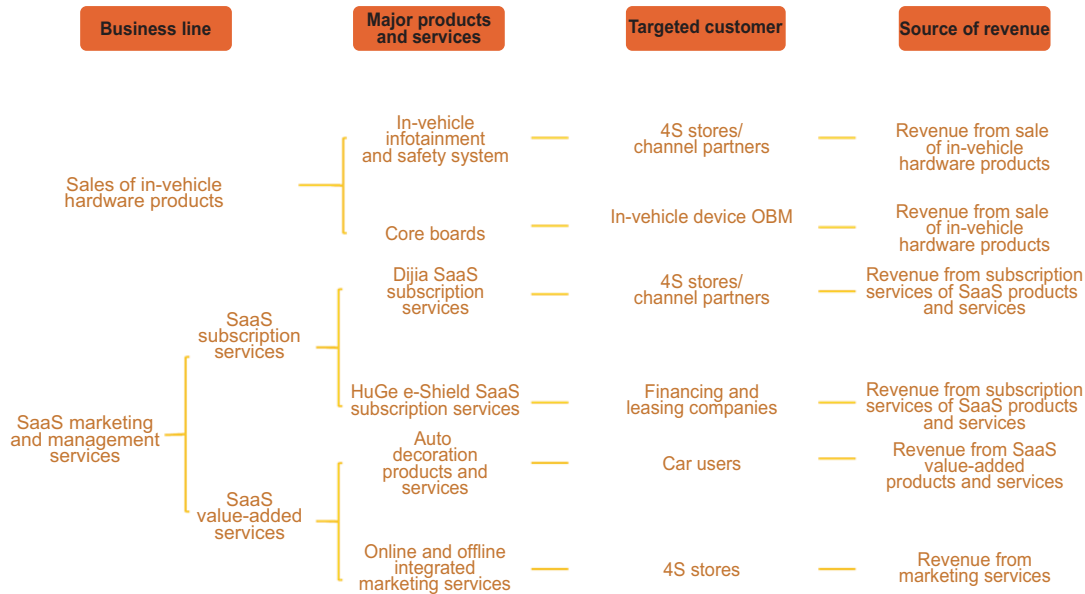 Business line
Major products
and services
Targeted customer
Source of revenue
Sales of in-vehicle
hardware products
In-vehicle
infotainment
and safety system
4S stores/
channel partners
Revenue from sale
of in-vehicle
hardware products
Core boards
In-vehicle device OBM
Revenue from sale
of in-vehicle
hardware products
SaaS marketing
and management
services
SaaS
subscription
services
Dijia SaaS
subscription
services
4S stores/
channel partners
Revenue from subscription
services of SaaS products
and services
HuGe e-Shield SaaS
subscription services
Financing and
leasing companies
Revenue from subscription
services of SaaS products
and services
SaaS
value-added
services
Auto
decoration
products and
services
Car users
Revenue from SaaS
value-added
products and services
Online and offline
integrated
marketing services
4S stores
Revenue from
marketing services